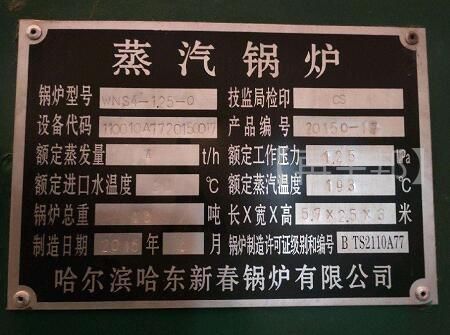 蒸汽锅炉
锅炉型号 WNS4-1.25-Q 技监局检印 CS
设备代码 产品编号
额定蒸发量 4 t/h 额定工作压力 1.25 MPa
额定进口水温度 ℃ 额定蒸汽温度 193 ℃
锅炉总重 吨 长X宽X高 5.7x2.5x3 米
制造日期 2015 年 月 锅炉制造许可证级别和编号 B TS2110A77
哈尔滨哈东新春锅炉有限公司